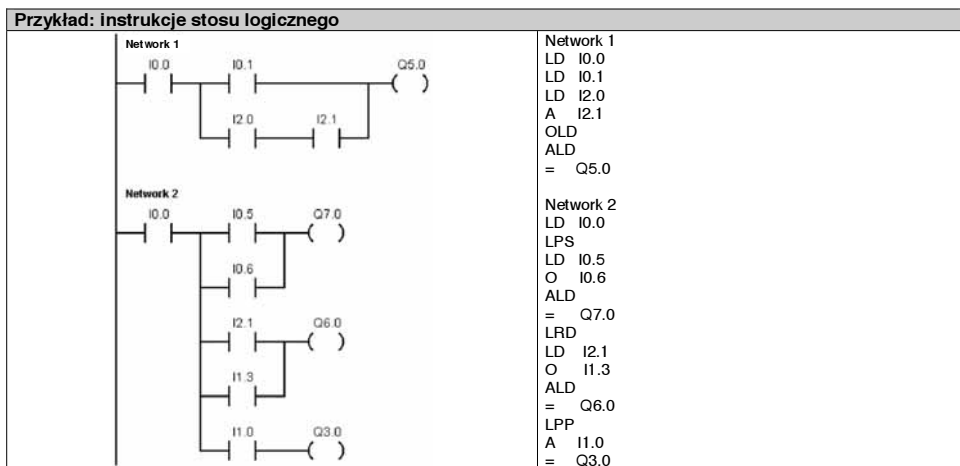 Przykład: instrukcje stosu logicznego
Network 1
I0.0 I0.1 Q5.0
I2.0 I2.1
Network 2
I0.0 I0.5 Q7.0
I0.6
I2.1 Q6.0
I1.3
I1.0 Q3.0
Network 1
LD I0.0
LD I0.1
LD I2.0
A I2.1
OLD
ALD
= Q5.0
Network 2
LD I0.0
LPS
LD I0.5
O I0.6
ALD
= Q7.0
LRD
LD I2.1
O I1.3
ALD
= Q6.0
LPP
A I1.0
= Q3.0